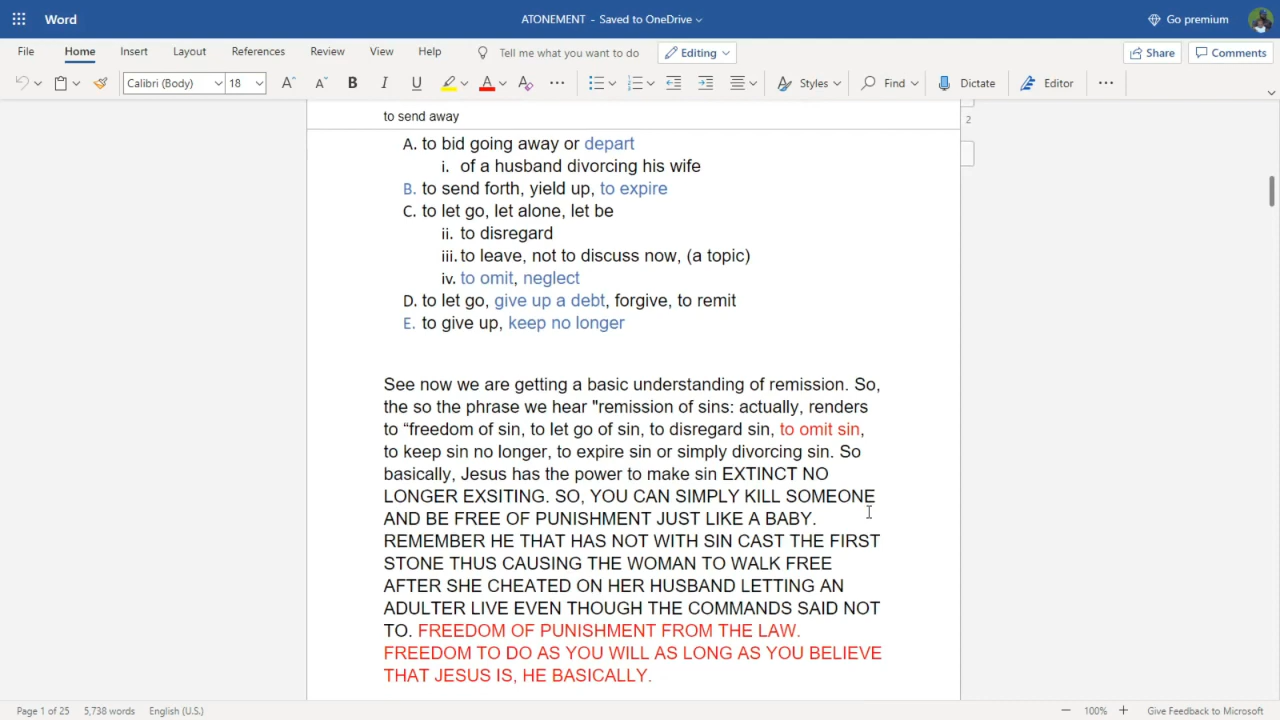 Word
ATONEMENT - Saved to OneDrive
Go premium
File Home Insert Layout References Review View Help Tell me what you want to do Editing Share Comments
Calibri (Body) 18 A A B I U A A Styles Find Dictate Editor
to send away
2
A. to bid going away or depart
i. of a husband divorcing his wife
B. to send forth, yield up, to expire
C. to let go, let alone, let be
ii. to disregard
iii. to leave, not to discuss now, (a topic)
iv. to omit, neglect
D. to let go, give up a debt, forgive, to remit
E. to give up, keep no longer
See now we are getting a basic understanding of remission. So,
the so the phrase we hear "remission of sins: actually, renders
to “freedom of sin, to let go of sin, to disregard sin, to omit sin,
to keep sin no longer, to expire sin or simply divorcing sin. So
basically, Jesus has the power to make sin EXTINCT NO
LONGER EXSITING. SO, YOU CAN SIMPLY KILL SOMEONE
AND BE FREE OF PUNISHMENT JUST LIKE A BABY.
REMEMBER HE THAT HAS NOT WITH SIN CAST THE FIRST
STONE THUS CAUSING THE WOMAN TO WALK FREE
AFTER SHE CHEATED ON HER HUSBAND LETTING AN
ADULTER LIVE EVEN THOUGH THE COMMANDS SAID NOT
TO. FREEDOM OF PUNISHMENT FROM THE LAW.
FREEDOM TO DO AS YOU WILL AS LONG AS YOU BELIEVE
THAT JESUS IS, HE BASICALLY.
Page 1 of 25 5,738 words English (U.S.) 100% Give Feedback to Microsoft